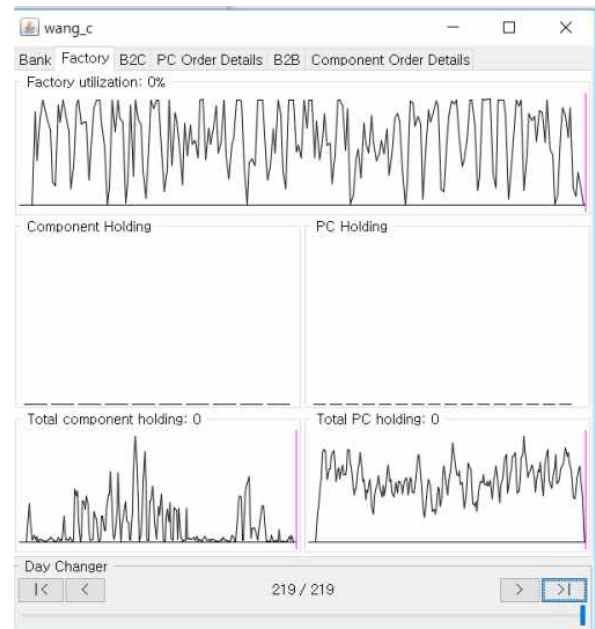 wang_c
Bank Factory B2C PC Order Details B2B Component Order Details
Factory utilization: 0%
Component Holding PC Holding
Total component holding: 0 Total PC holding: 0
Day Changer
|< < 219 / 219 > >|